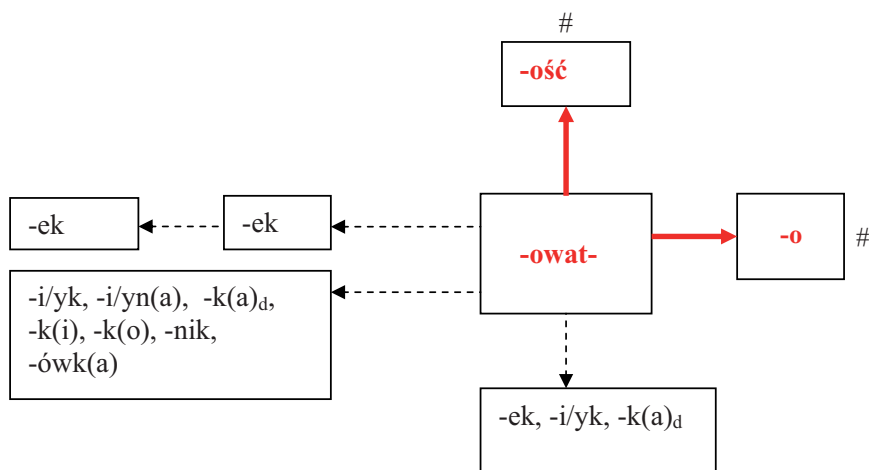 #
-ość
-ek
-ek
-owat-
-o
#
-i/yk, -i/yn(a), -k(a)d,
-k(i), -k(o), -nik,
-ówk(a)
-ek, -i/yk, -k(a)d